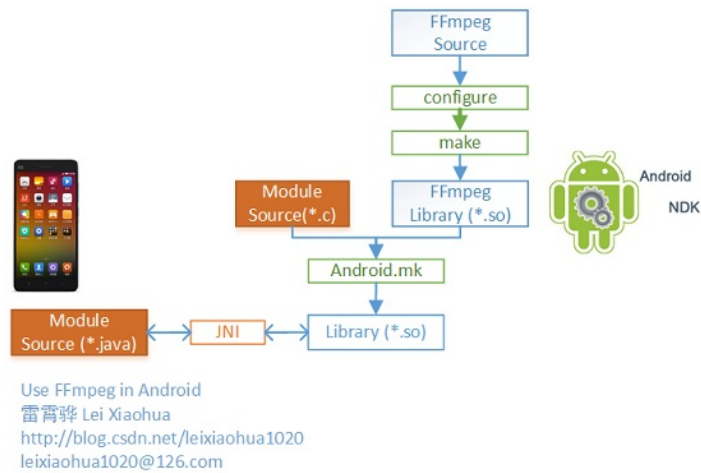 FFmpeg
Source
configure
make
Module
Source(*.c)
FFmpeg
Library (*.so)
Android
NDK
Android.mk
Module
Source (*.java)
JNI
Library (*.so)
Use FFmpeg in Android
雷霄骅 Lei Xiaohua
http://blog.csdn.net/leixiaohua1020
leixiaohua1020@126.com